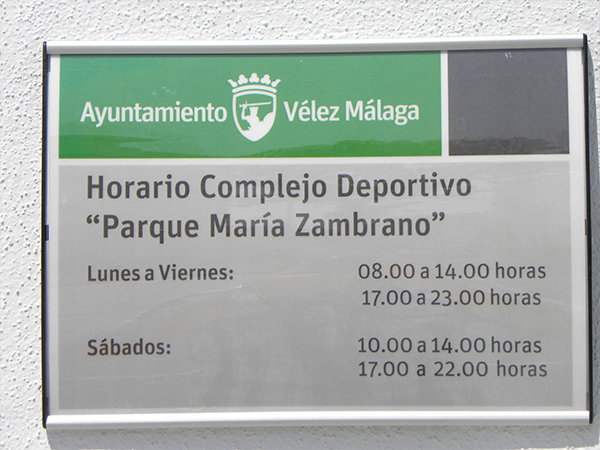 Ayuntamiento Vélez Málaga
Horario Complejo Deportivo
“Parque María Zambrano”
Lunes a Viernes: 08.00 a 14.00 horas
17.00 a 23.00 horas
Sábados: 10.00 a 14.00 horas
17.00 a 22.00 horas